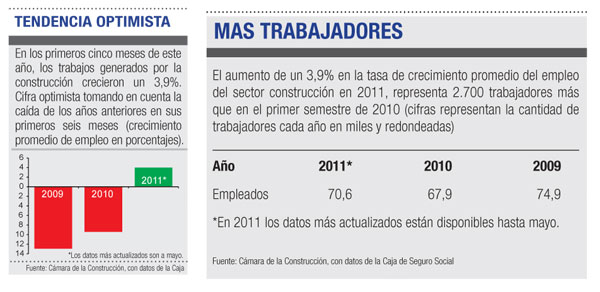 TENDENCIA OPTIMISTA
En los primeros cinco meses de este
año, los trabajos generados por la
construcción crecieron un 3,9%.
Cifra optimista tomando en cuenta la
caída de los años anteriores en sus
primeros seis meses (crecimiento
promedio de empleo en porcentajes).
6
4
2
0
2
4
6
8
10
12
14
2009
2010
2011*
*Los datos más actualizados son a mayo.
Fuente: Cámara de la Construcción, con datos de la Caja
MAS TRABAJADORES
El aumento de un 3,9% en la tasa de crecimiento promedio del empleo
del sector construcción en 2011, representa 2.700 trabajadores más
que en el primer semestre de 2010 (cifras representan la cantidad de
trabajadores cada año en miles y redondeadas)
Año 2011* 2010 2009
Empleados 70,6 67,9 74,9
*En 2011 los datos más actualizados están disponibles hasta mayo.
Fuente: Cámara de la Construcción, con datos de la Caja de Seguro Social